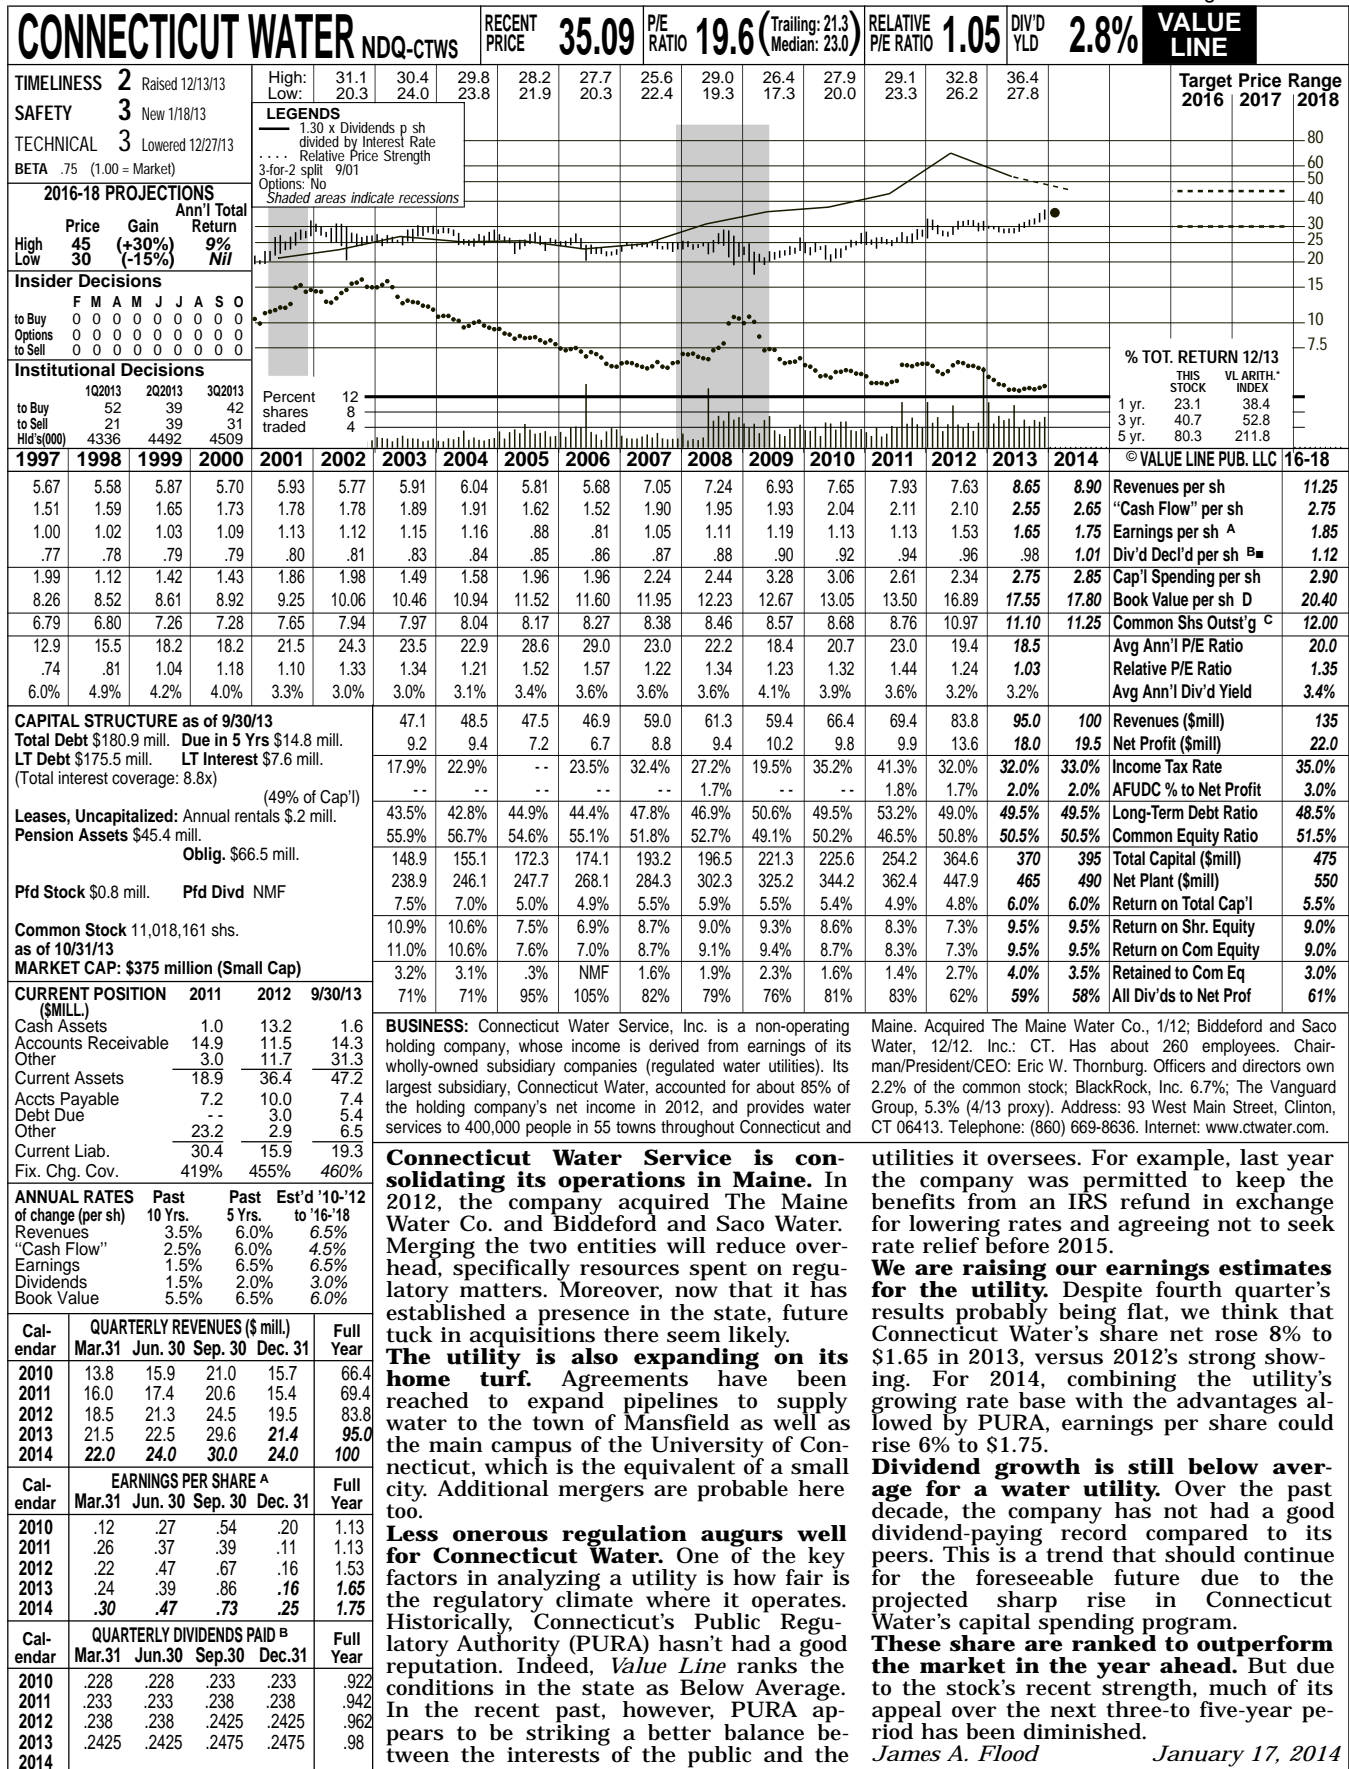 CONNECTICUT WATER NDQ-CTWS
RECENT PRICE 35.09 P/E RATIO 19.6 (Trailing: 21.3 Median: 23.0) RELATIVE P/E RATIO 1.05 DIV'D YLD 2.8% VALUE LINE
TIMELINESS 2 Raised 12/13/13
SAFETY 3 New 1/18/13
TECHNICAL 3 Lowered 12/27/13
BETA .75 (1.00 = Market)
2016-18 PROJECTIONS
Ann'l Total
Price Gain Return
High 45 (+30%) 9%
Low 30 (-15%) Nil
Insider Decisions
F M A M J J A S O
to Buy 0 0 0 0 0 0 0 0 0
Options 0 0 0 0 0 0 0 0 0
to Sell 0 0 0 0 0 0 0 0 0
Institutional Decisions
1Q2013 2Q2013 3Q2013
to Buy 52 39 42
to Sell 21 39 31
Hld's(000) 4336 4492 4509
High: 31.1 30.4 29.8 28.2 27.7 25.6 29.0 26.4 27.9 29.1 32.8 36.4
Low: 20.3 24.0 23.8 21.9 20.3 22.4 19.3 17.3 20.0 23.3 26.2 27.8
LEGENDS
1.30 x Dividends p sh
divided by Interest Rate
. . . . Relative Price Strength
3-for-2 split 9/01
Options: No
Shaded areas indicate recessions
Target Price Range
2016 2017 2018
80
60
50
40
30
25
20
15
10
7.5
Percent 12
shares 8
traded 4
% TOT. RETURN 12/13
THIS VL ARITH.*
STOCK INDEX
1 yr. 23.1 38.4
3 yr. 40.7 52.8
5 yr. 80.3 211.8
1997 1998 1999 2000 2001 2002 2003 2004 2005 2006 2007 2008 2009 2010 2011 2012 2013 2014 © VALUE LINE PUB. LLC 16-18
5.67 5.58 5.87 5.70 5.93 5.77 5.91 6.04 5.81 5.68 7.05 7.24 6.93 7.65 7.93 7.63 8.65 8.90 Revenues per sh 11.25
1.51 1.59 1.65 1.73 1.78 1.78 1.89 1.91 1.62 1.52 1.90 1.95 1.93 2.04 2.11 2.10 2.55 2.65 "Cash Flow" per sh 2.75
1.00 1.02 1.03 1.09 1.13 1.12 1.15 1.16 .88 .81 1.05 1.11 1.19 1.13 1.13 1.53 1.65 1.75 Earnings per sh A 1.85
.77 .78 .79 .79 .80 .81 .83 .84 .85 .86 .87 .88 .90 .92 .94 .96 .98 1.01 Div'd Decl'd per sh B■ 1.12
1.99 1.12 1.42 1.43 1.86 1.98 1.49 1.58 1.96 1.96 2.24 2.44 3.28 3.06 2.61 2.34 2.75 2.85 Cap'l Spending per sh 2.90
8.26 8.52 8.61 8.92 9.25 10.06 10.46 10.94 11.52 11.60 11.95 12.23 12.67 13.05 13.50 16.89 17.55 17.80 Book Value per sh D 20.40
6.79 6.80 7.26 7.28 7.65 7.94 7.97 8.04 8.17 8.27 8.38 8.46 8.57 8.68 8.76 10.97 11.10 11.25 Common Shs Outst'g C 12.00
12.9 15.5 18.2 18.2 21.5 24.3 23.5 22.9 28.6 29.0 23.0 22.2 18.4 20.7 23.0 19.4 18.5 Avg Ann'l P/E Ratio 20.0
.74 .81 1.04 1.18 1.10 1.33 1.34 1.21 1.52 1.57 1.22 1.34 1.23 1.32 1.44 1.24 1.03 Relative P/E Ratio 1.35
6.0% 4.9% 4.2% 4.0% 3.3% 3.0% 3.0% 3.1% 3.4% 3.6% 3.6% 3.6% 4.1% 3.9% 3.6% 3.2% 3.2% Avg Ann'l Div'd Yield 3.4%
CAPITAL STRUCTURE as of 9/30/13
Total Debt $180.9 mill. Due in 5 Yrs $14.8 mill.
LT Debt $175.5 mill. LT Interest $7.6 mill.
(Total interest coverage: 8.8x)
(49% of Cap'l)
Leases, Uncapitalized: Annual rentals $.2 mill.
Pension Assets $45.4 mill.
Oblig. $66.5 mill.
Pfd Stock $0.8 mill. Pfd Divd NMF
Common Stock 11,018,161 shs.
as of 10/31/13
MARKET CAP: $375 million (Small Cap)
47.1 48.5 47.5 46.9 59.0 61.3 59.4 66.4 69.4 83.8 95.0 100 Revenues ($mill) 135
9.2 9.4 7.2 6.7 8.8 9.4 10.2 9.8 9.9 13.6 18.0 19.5 Net Profit ($mill) 22.0
17.9% 22.9% - - 23.5% 32.4% 27.2% 19.5% 35.2% 41.3% 32.0% 32.0% 33.0% Income Tax Rate 35.0%
- - - - - - - - - - 1.7% - - - - 1.8% 1.7% 2.0% 2.0% AFUDC % to Net Profit 3.0%
43.5% 42.8% 44.9% 44.4% 47.8% 46.9% 50.6% 49.5% 53.2% 49.0% 49.5% 49.5% Long-Term Debt Ratio 48.5%
55.9% 56.7% 54.6% 55.1% 51.8% 52.7% 49.1% 50.2% 46.5% 50.8% 50.5% 50.5% Common Equity Ratio 51.5%
148.9 155.1 172.3 174.1 193.2 196.5 221.3 225.6 254.2 364.6 370 395 Total Capital ($mill) 475
238.9 246.1 247.7 268.1 284.3 302.3 325.2 344.2 362.4 447.9 465 490 Net Plant ($mill) 550
7.5% 7.0% 5.0% 4.9% 5.5% 5.9% 5.5% 5.4% 4.9% 4.8% 6.0% 6.0% Return on Total Cap'l 5.5%
10.9% 10.6% 7.5% 6.9% 8.7% 9.0% 9.3% 8.6% 8.3% 7.3% 9.5% 9.5% Return on Shr. Equity 9.0%
11.0% 10.6% 7.6% 7.0% 8.7% 9.1% 9.4% 8.7% 8.3% 7.3% 9.5% 9.5% Return on Com Equity 9.0%
3.2% 3.1% .3% NMF 1.6% 1.9% 2.3% 1.6% 1.4% 2.7% 4.0% 3.5% Retained to Com Eq 3.0%
71% 71% 95% 105% 82% 79% 76% 81% 83% 62% 59% 58% All Div'ds to Net Prof 61%
CURRENT POSITION 2011 2012 9/30/13
($MILL.)
Cash Assets 1.0 13.2 1.6
Accounts Receivable 14.9 11.5 14.3
Other 3.0 11.7 31.3
Current Assets 18.9 36.4 47.2
Accts Payable 7.2 10.0 7.4
Debt Due - - 3.0 5.4
Other 23.2 2.9 6.5
Current Liab. 30.4 15.9 19.3
Fix. Chg. Cov. 419% 455% 460%
ANNUAL RATES Past Past Est'd '10-'12
of change (per sh) 10 Yrs. 5 Yrs. to '16-'18
Revenues 3.5% 6.0% 6.5%
"Cash Flow" 2.5% 6.0% 4.5%
Earnings 1.5% 6.5% 6.5%
Dividends 1.5% 2.0% 3.0%
Book Value 5.5% 6.5% 6.0%
Cal- QUARTERLY REVENUES ($ mill.) Full
endar Mar.31 Jun. 30 Sep. 30 Dec. 31 Year
2010 13.8 15.9 21.0 15.7 66.4
2011 16.0 17.4 20.6 15.4 69.4
2012 18.5 21.3 24.5 19.5 83.8
2013 21.5 22.5 29.6 21.4 95.0
2014 22.0 24.0 30.0 24.0 100
Cal- EARNINGS PER SHARE A Full
endar Mar.31 Jun. 30 Sep. 30 Dec. 31 Year
2010 .12 .27 .54 .20 1.13
2011 .26 .37 .39 .11 1.13
2012 .22 .47 .67 .16 1.53
2013 .24 .39 .86 .16 1.65
2014 .30 .47 .73 .25 1.75
Cal- QUARTERLY DIVIDENDS PAID B Full
endar Mar.31 Jun.30 Sep.30 Dec.31 Year
2010 .228 .228 .233 .233 .922
2011 .233 .233 .238 .238 .942
2012 .238 .238 .2425 .2425 .962
2013 .2425 .2425 .2475 .2475 .98
2014
BUSINESS: Connecticut Water Service, Inc. is a non-operating
holding company, whose income is derived from earnings of its
wholly-owned subsidiary companies (regulated water utilities). Its
largest subsidiary, Connecticut Water, accounted for about 85% of
the holding company's net income in 2012, and provides water
services to 400,000 people in 55 towns throughout Connecticut and
Maine. Acquired The Maine Water Co., 1/12; Biddeford and Saco
Water, 12/12. Inc.: CT. Has about 260 employees. Chair-
man/President/CEO: Eric W. Thornburg. Officers and directors own
2.2% of the common stock; BlackRock, Inc. 6.7%; The Vanguard
Group, 5.3% (4/13 proxy). Address: 93 West Main Street, Clinton,
CT 06413. Telephone: (860) 669-8636. Internet: www.ctwater.com.
Connecticut Water Service is con-
solidating its operations in Maine. In
2012, the company acquired The Maine
Water Co. and Biddeford and Saco Water.
Merging the two entities will reduce over-
head, specifically resources spent on regu-
latory matters. Moreover, now that it has
established a presence in the state, future
tuck in acquisitions there seem likely.
The utility is also expanding on its
home turf. Agreements have been
reached to expand pipelines to supply
water to the town of Mansfield as well as
the main campus of the University of Con-
necticut, which is the equivalent of a small
city. Additional mergers are probable here
too.
Less onerous regulation augurs well
for Connecticut Water. One of the key
factors in analyzing a utility is how fair is
the regulatory climate where it operates.
Historically, Connecticut's Public Regu-
latory Authority (PURA) hasn't had a good
reputation. Indeed, Value Line ranks the
conditions in the state as Below Average.
In the recent past, however, PURA ap-
pears to be striking a better balance be-
tween the interests of the public and the
utilities it oversees. For example, last year
the company was permitted to keep the
benefits from an IRS refund in exchange
for lowering rates and agreeing not to seek
rate relief before 2015.
We are raising our earnings estimates
for the utility. Despite fourth quarter's
results probably being flat, we think that
Connecticut Water's share net rose 8% to
$1.65 in 2013, versus 2012's strong show-
ing. For 2014, combining the utility's
growing rate base with the advantages al-
lowed by PURA, earnings per share could
rise 6% to $1.75.
Dividend growth is still below aver-
age for a water utility. Over the past
decade, the company has not had a good
dividend-paying record compared to its
peers. This is a trend that should continue
for the foreseeable future due to the
projected sharp rise in Connecticut
Water's capital spending program.
These share are ranked to outperform
the market in the year ahead. But due
to the stock's recent strength, much of its
appeal over the next three-to five-year pe-
riod has been diminished.
James A. Flood January 17, 2014